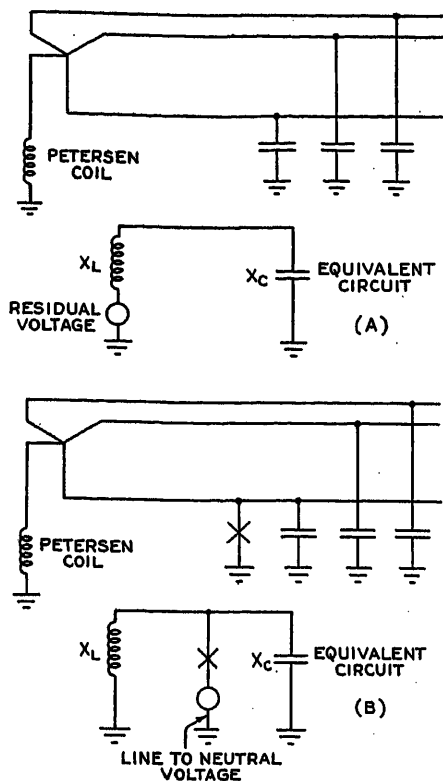 PETERSEN
COIL
XL
RESIDUAL
VOLTAGE
XC
EQUIVALENT
CIRCUIT
(A)
PETERSEN
COIL
XL
XC
EQUIVALENT
CIRCUIT
(B)
LINE TO NEUTRAL
VOLTAGE